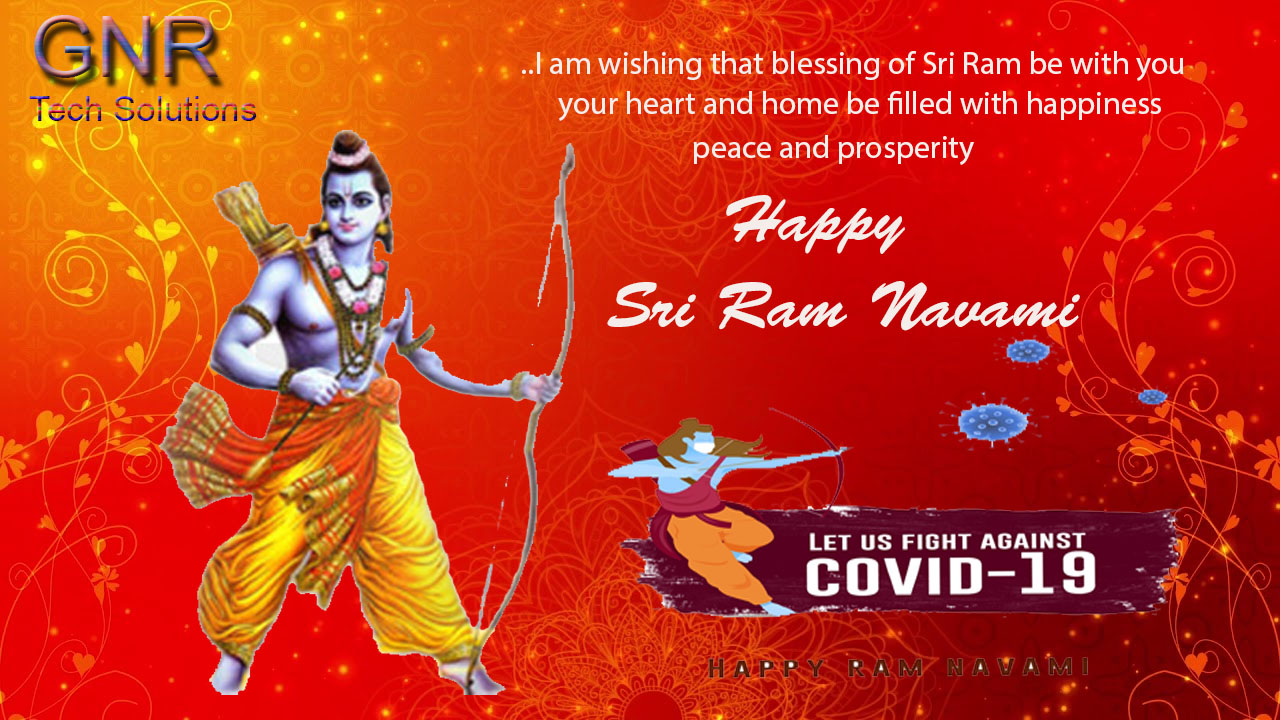 GNR
Tech Solutions
..I am wishing that blessing of Sri Ram be with you
your heart and home be filled with happiness
peace and prosperity
Happy
Sri Ram Navami
LET US FIGHT AGAINST
COVID-19
HAPPY RAM NAVAMI